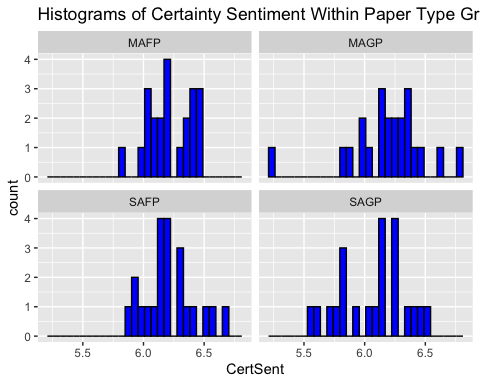 Histograms of Certainty Sentiment Within Paper Type Gr
MAFP
MAGP
4
3
2
1
0
count
SAFP
SAGP
4
3
2
1
0
5.5 6.0 6.5
5.5 6.0 6.5
CertSent